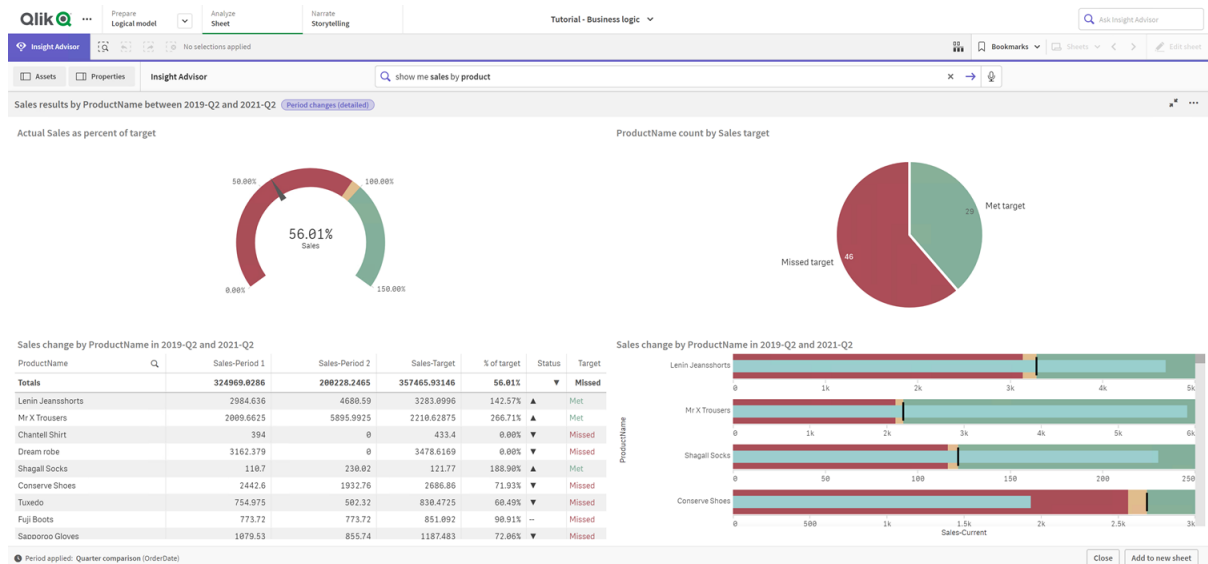 Qlik
Prepare
Logical model
Analyze
Sheet
Narrate
Storytelling
Tutorial - Business logic
Ask Insight Advisor
Insight Advisor
No selections applied
Bookmarks
Sheets
Edit sheet
Assets
Properties
Insight Advisor
show me sales by product
Sales results by ProductName between 2019-Q2 and 2021-Q2 Period changes (detailed)
Actual Sales as percent of target
50.00% 100.00%
56.01%
Sales
0.00% 150.00%
ProductName count by Sales target
29 Met target
Missed target 46
Sales change by ProductName in 2019-Q2 and 2021-Q2
ProductName Sales-Period 1 Sales-Period 2 Sales-Target % of target Status Target
Totals 324969.0286 200228.2465 357465.93146 56.01% ▼ Missed
Lenin Jeansshorts 2984.636 4680.59 3283.0996 142.57% ▲ Met
Mr X Trousers 2009.6625 5895.9925 2210.62875 266.71% ▲ Met
Chantell Shirt 394 0 433.4 0.00% ▼ Missed
Dream robe 3162.379 0 3478.6169 0.00% ▼ Missed
Shagall Socks 110.7 230.02 121.77 188.90% ▲ Met
Conserve Shoes 2442.6 1932.76 2686.86 71.93% ▼ Missed
Tuxedo 754.975 502.32 830.4725 60.49% ▼ Missed
Fuji Boots 773.72 773.72 851.092 90.91% – Missed
Sapporoo Gloves 1079.53 855.74 1187.483 72.06% ▼ Missed
Sales change by ProductName in 2019-Q2 and 2021-Q2
ProductName
Lenin Jeansshorts
0 1k 2k 3k 4k 5k
Mr X Trousers
0 1k 2k 3k 4k 5k 6k
Shagall Socks
0 50 100 150 200 250
Conserve Shoes
0 500 1k 1.5k 2k 2.5k 3k
Sales-Current
Period applied: Quarter comparison (OrderDate)
Close
Add to new sheet